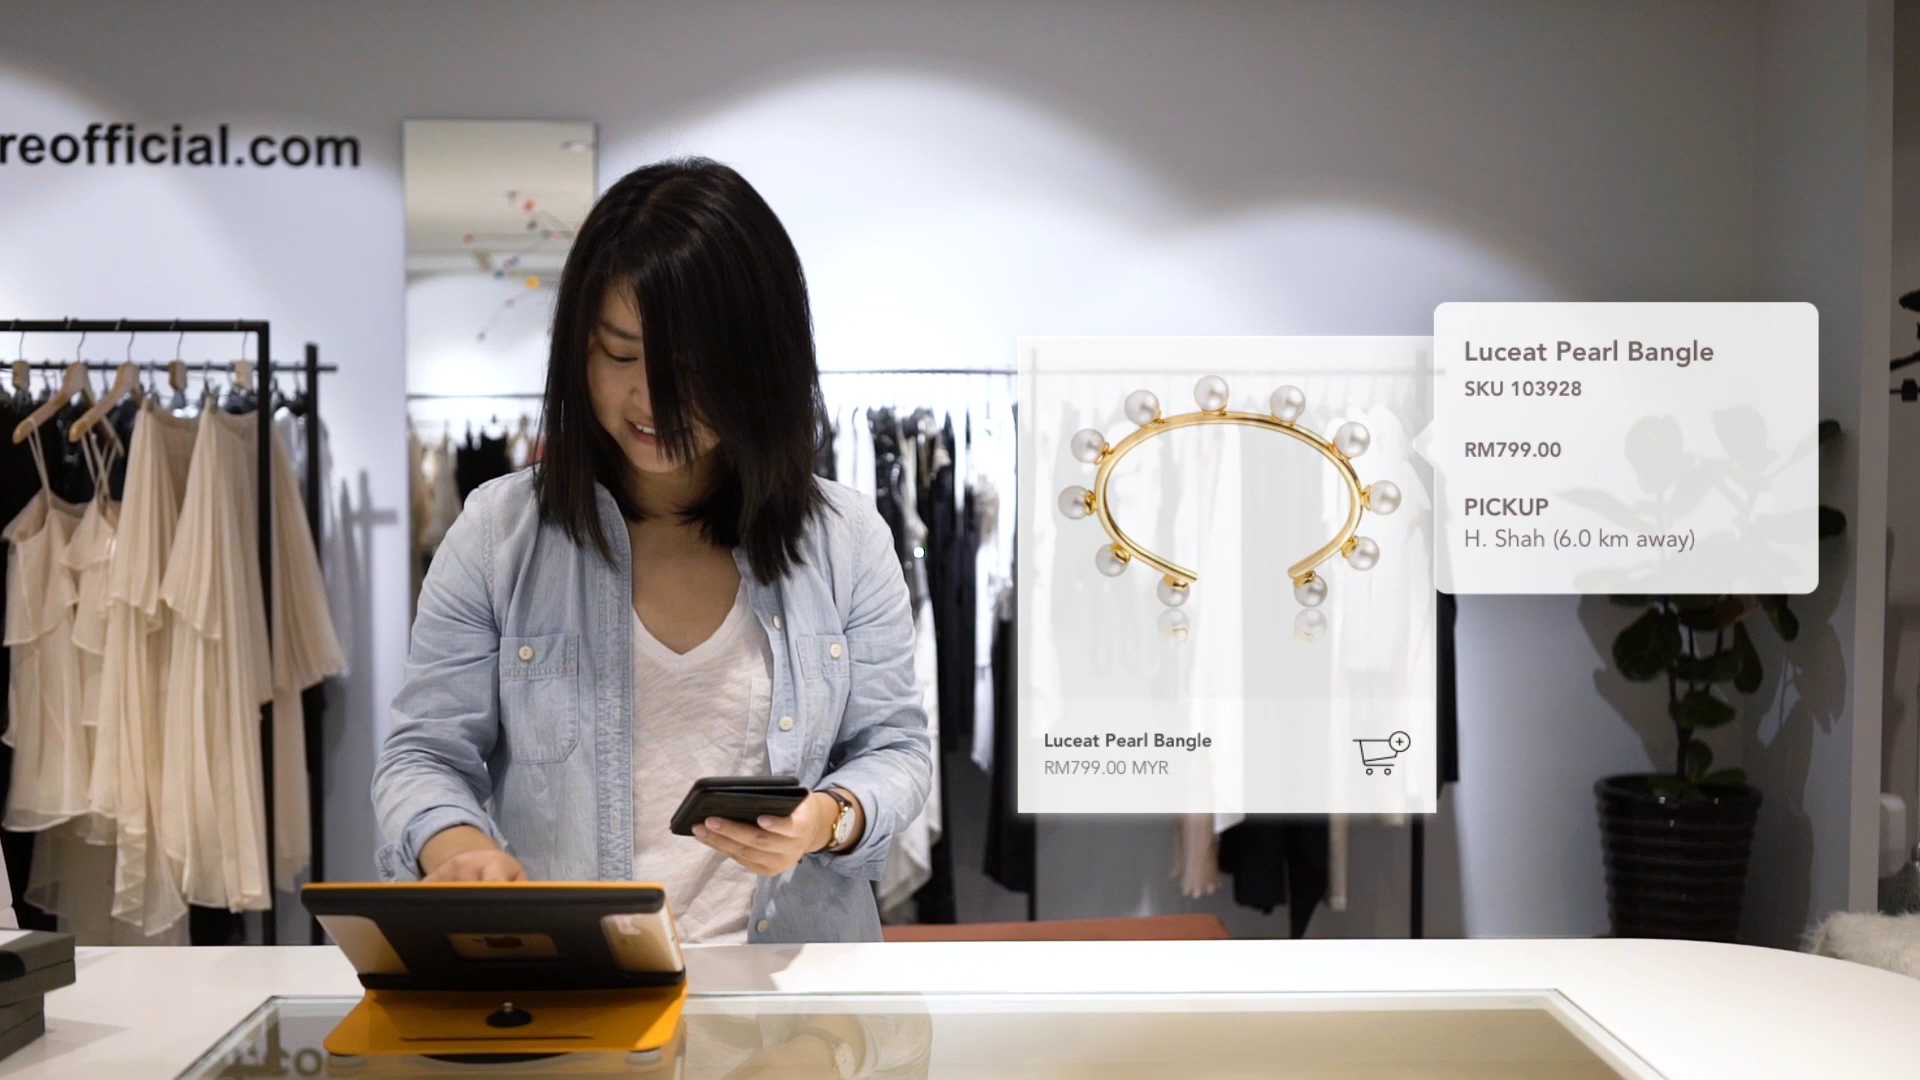 reofficial.com
Luceat Pearl Bangle
SKU 103928
RM799.00
PICKUP
H. Shah (6.0 km away)
Luceat Pearl Bangle
RM799.00 MYR